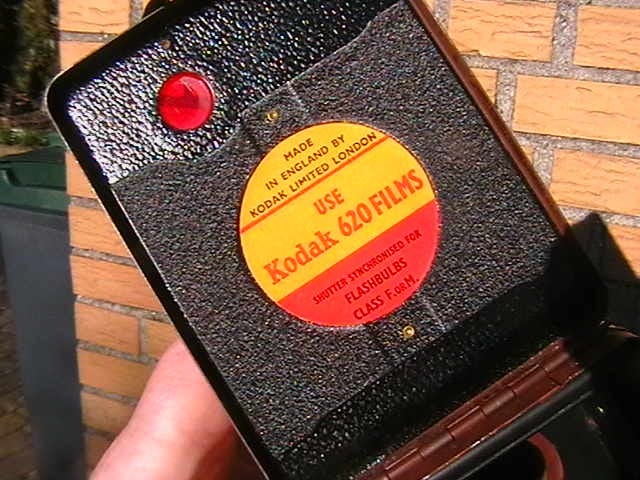 MADE
IN ENGLAND BY
KODAK LIMITED LONDON
USE
Kodak 620 FILMS
SHUTTER SYNCHRONISED FOR
FLASHBULBS
CLASS F. OR M.